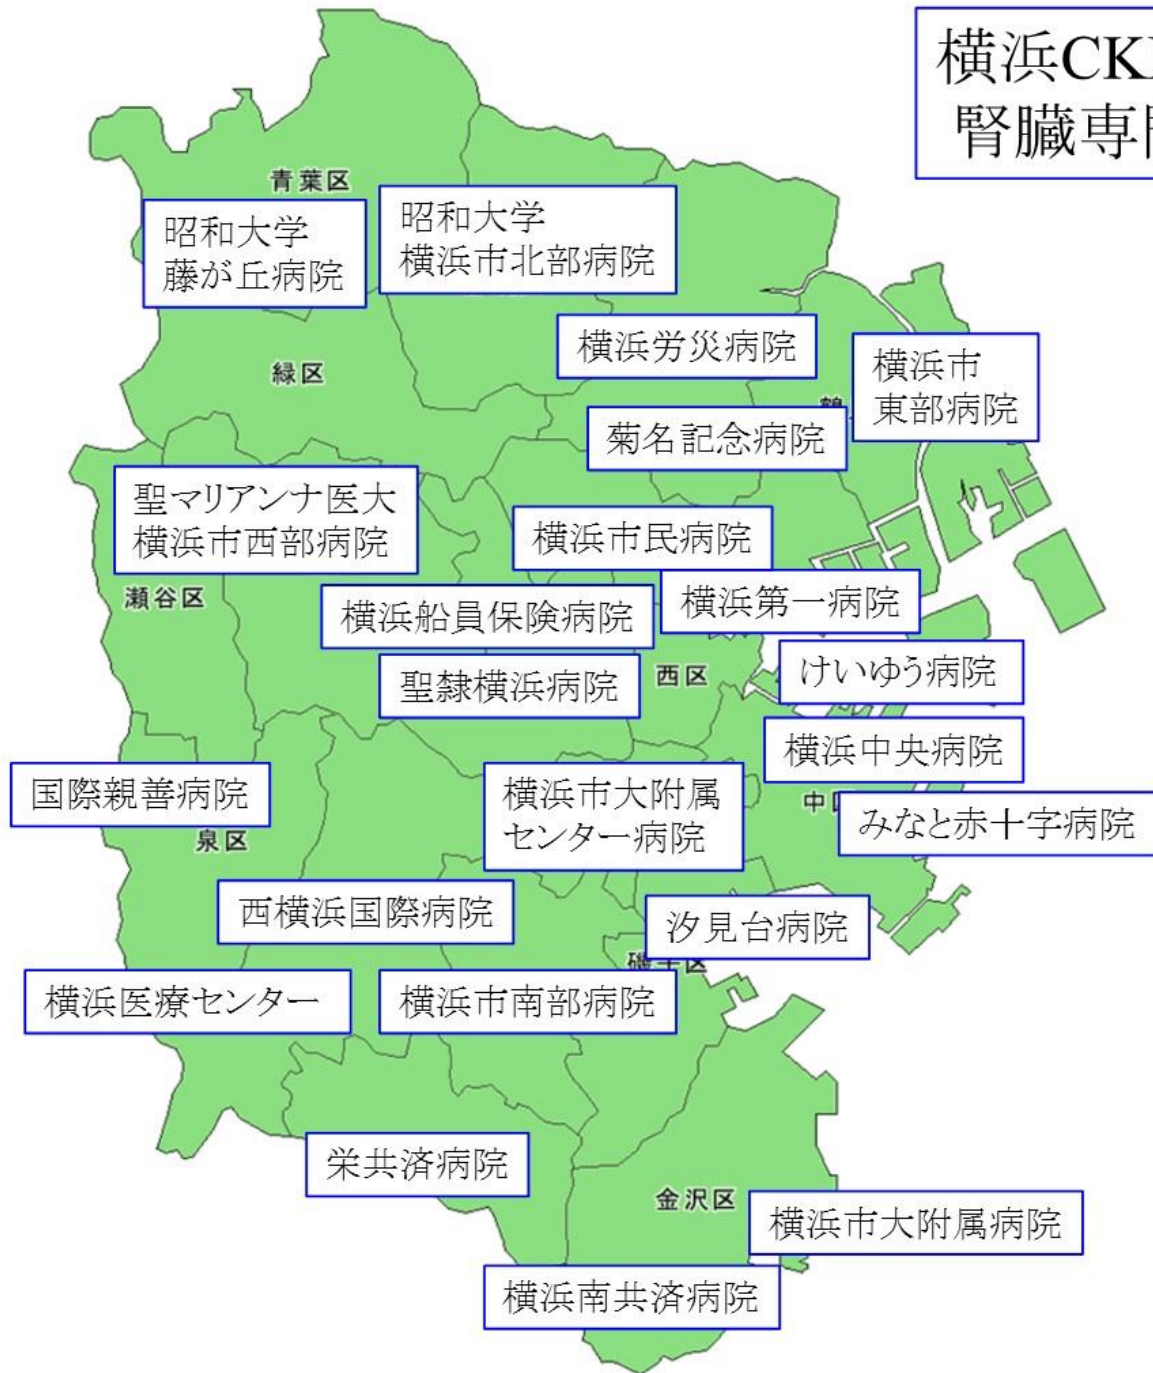 横浜CK
腎臓専
青葉区
昭和大学
藤が丘病院
昭和大学
横浜市北部病院
横浜労災病院
緑区
横浜市
東部病院
菊名記念病院
聖マリアンナ医大
横浜市西部病院
横浜市民病院
瀬谷区
横浜船員保険病院
横浜第一病院
聖隷横浜病院
西区
けいゆう病院
横浜中央病院
国際親善病院
横浜市大附属
センター病院
中
みなと赤十字病院
泉区
西横浜国際病院
汐見台病院
区
横浜医療センター
横浜市南部病院
栄共済病院
金沢区
横浜市大附属病院
横浜南共済病院